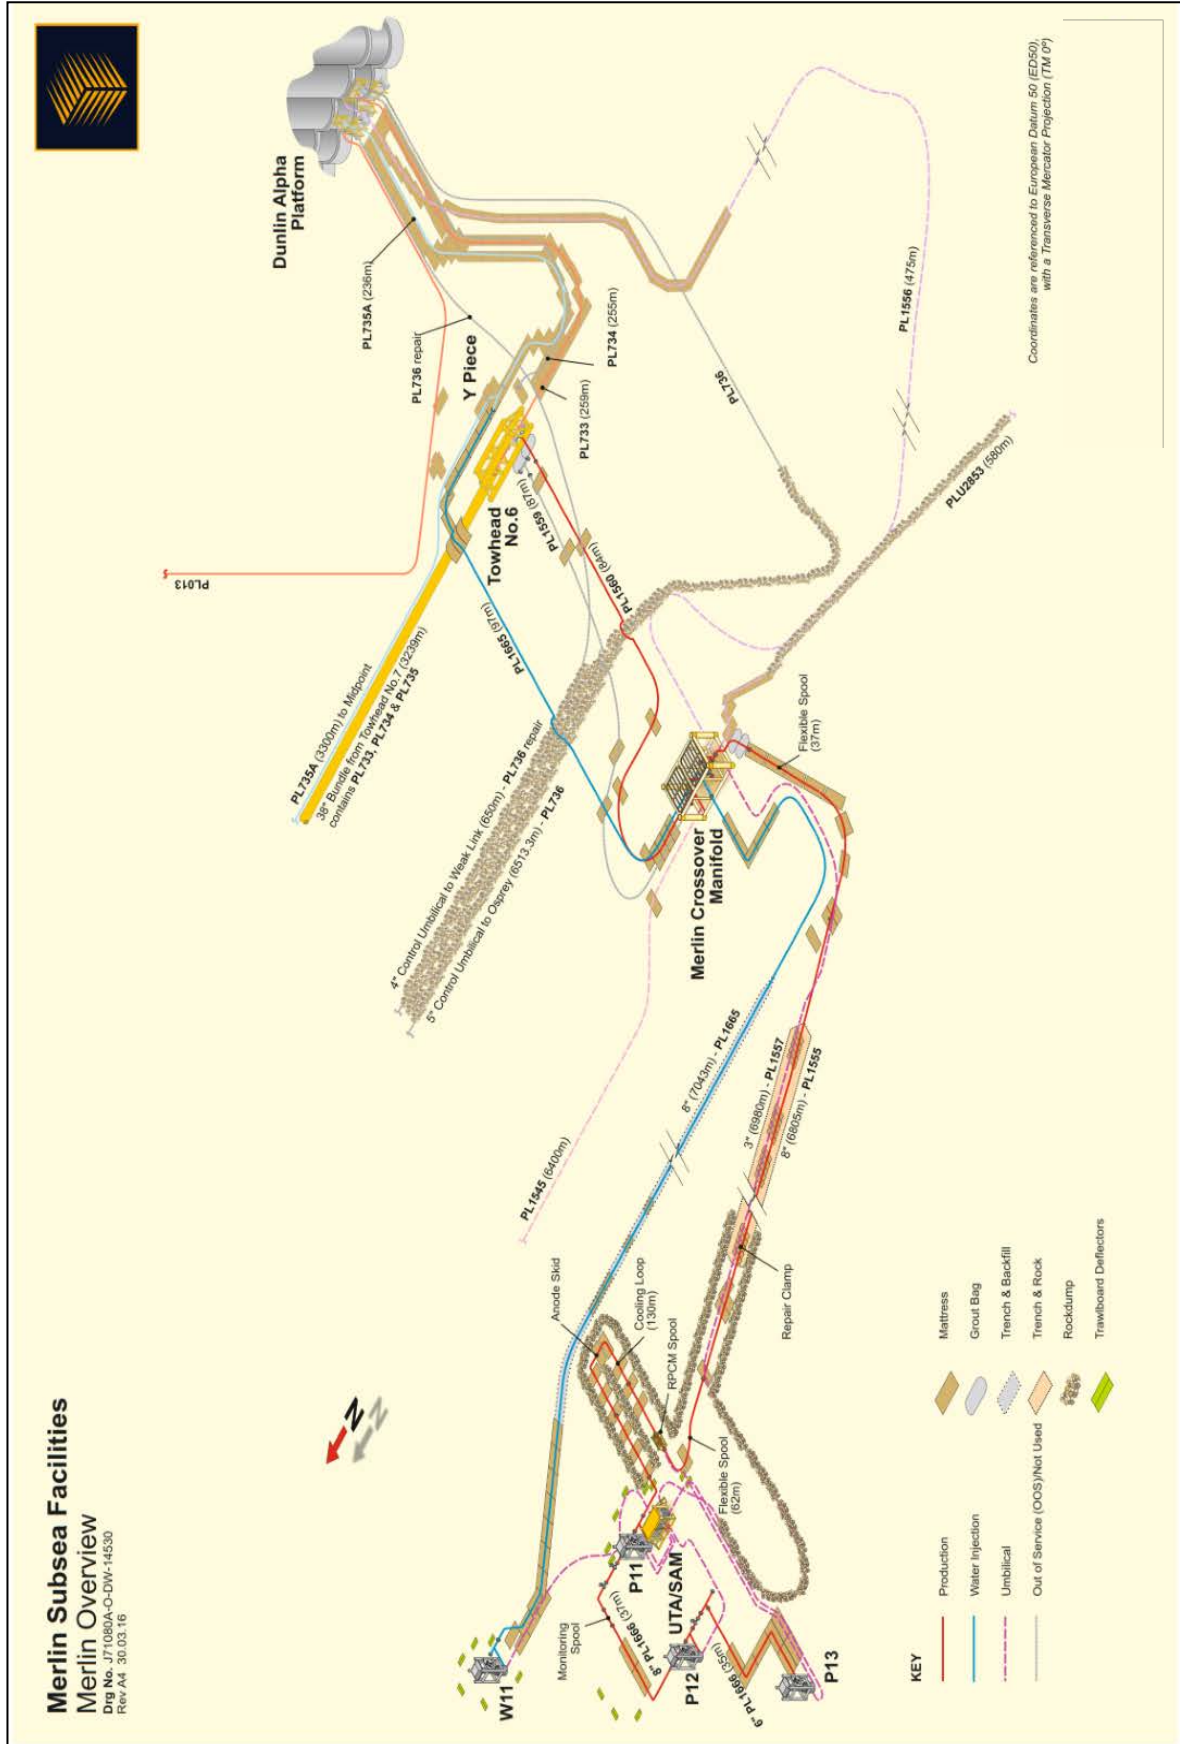 Merlin Subsea Facilities
Merlin Overview
Drg No. J71080A-O-DW-14530
Rev A4 30.03.16
Dunlin Alpha
Platform
PL735A (236m)
PL736 repair
Y Piece
PL734 (255m)
PL733 (259m)
PL013
Towhead
No.6
PL1559 (87m)
PL1560 (84m)
PL1665 (97m)
PL736
PL1556 (475m)
PLU2853 (580m)
PL735A (3300m) to Midpoint
38" Bundle from Towhead No.7 (3239m)
contains PL733, PL734 & PL735
4" Control Umbilical to Weak Link (650m) - PL736 repair
5" Control Umbilical to Osprey (6513.3m) - PL736
Flexible Spool
(37m)
Merlin Crossover
Manifold
PL1545 (6400m)
8" (7043m) - PL1665
3" (6980m) - PL1557
8" (6805m) - PL1555
Anode Skid
Cooling Loop
(130m)
RPCM Spool
Repair Clamp
Flexible Spool
(62m)
N
N
W11
Monitoring
Spool
P11
UTA/SAM
8" PL1666 (37m)
P12
6" PL1666 (35m)
P13
KEY
Production
Water Injection
Umbilical
Out of Service (OOS)/Not Used
Mattress
Grout Bag
Trench & Backfill
Trench & Rock
Rockdump
Trawlboard Deflectors
Coordinates are referenced to European Datum 50 (ED50),
with a Transverse Mercator Projection (TM 0º)